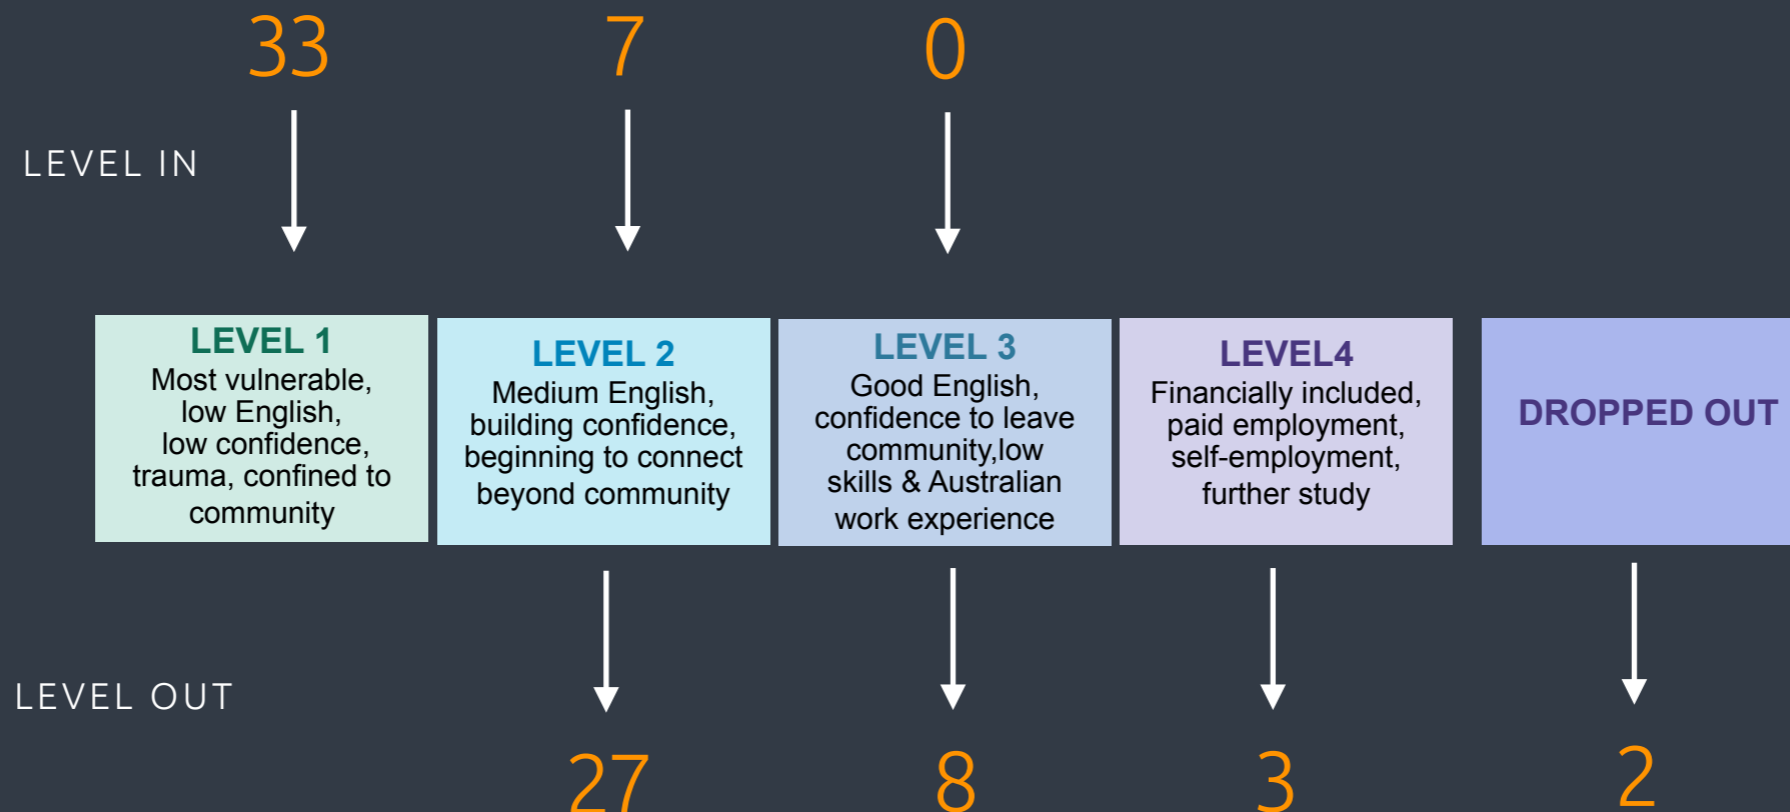 33
7
0
LEVEL IN
LEVEL 1
Most vulnerable,
low English,
low confidence,
trauma, confined to
community
LEVEL 2
Medium English,
building confidence,
beginning to connect
beyond community
LEVEL 3
Good English,
confidence to leave
community,low
skills & Australian
work experience
LEVEL4
Financially included,
paid employment,
self-employment,
further study
DROPPED OUT
LEVEL OUT
27
8
3
2